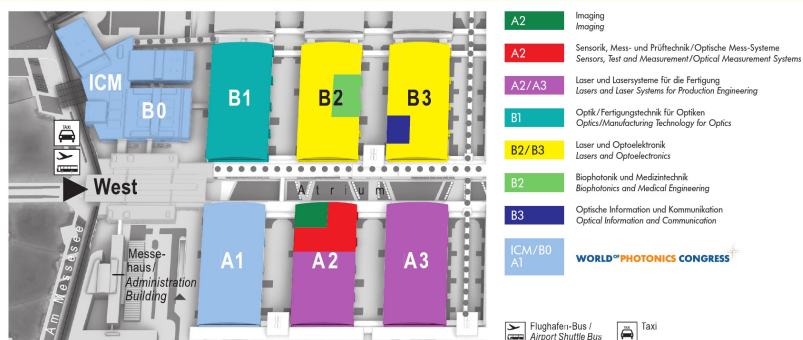 ICM
B0
B1
B2
B3
TAXI
West
Atrium
A1
A2
A3
Messe-
haus/
Administration
Building
Am Messesee
A2
Imaging
Imaging
A2
Sensorik, Mess- und Prüftechnik/Optische Mess-Systeme
Sensors, Test and Measurement/Optical Measurement Systems
A2/A3
Laser und Lasersysteme für die Fertigung
Lasers and Laser Systems for Production Engineering
B1
Optik/Fertigungstechnik für Optiken
Optics/Manufacturing Technology for Optics
B2/B3
Laser und Optoelektronik
Lasers and Optoelectronics
B2
Biophotonik und Medizintechnik
Biophotonics and Medical Engineering
B3
Optische Information und Kommunikation
Optical Information and Communication
ICM/B0
A1
WORLD OF PHOTONICS CONGRESS
Flughafen-Bus /
Airport Shuttle Bus
TAXI
Taxi